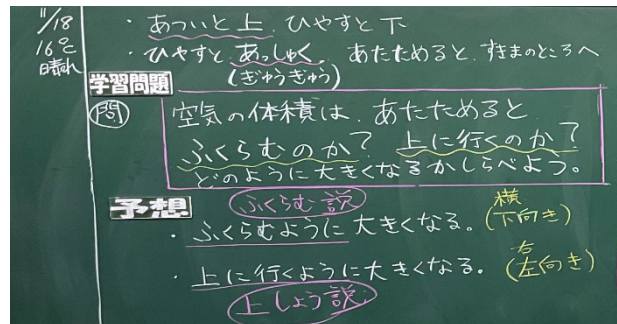 11/18
16℃
晴れ
・あついと上、ひやすと下
・ひやすと、あっしゅく、あたためると、すきまのところへ
(ぎゅうぎゅう)
学習問題
問
空気の体積は、あたためると
ふくらむのか? 上に行くのか?
どのように大きくなるかしらべよう。
予想
ふくらむ説
・ふくらむように大きくなる。
横
(下向き)
・上に行くように大きくなる。
右
(左向き)
上しょう説